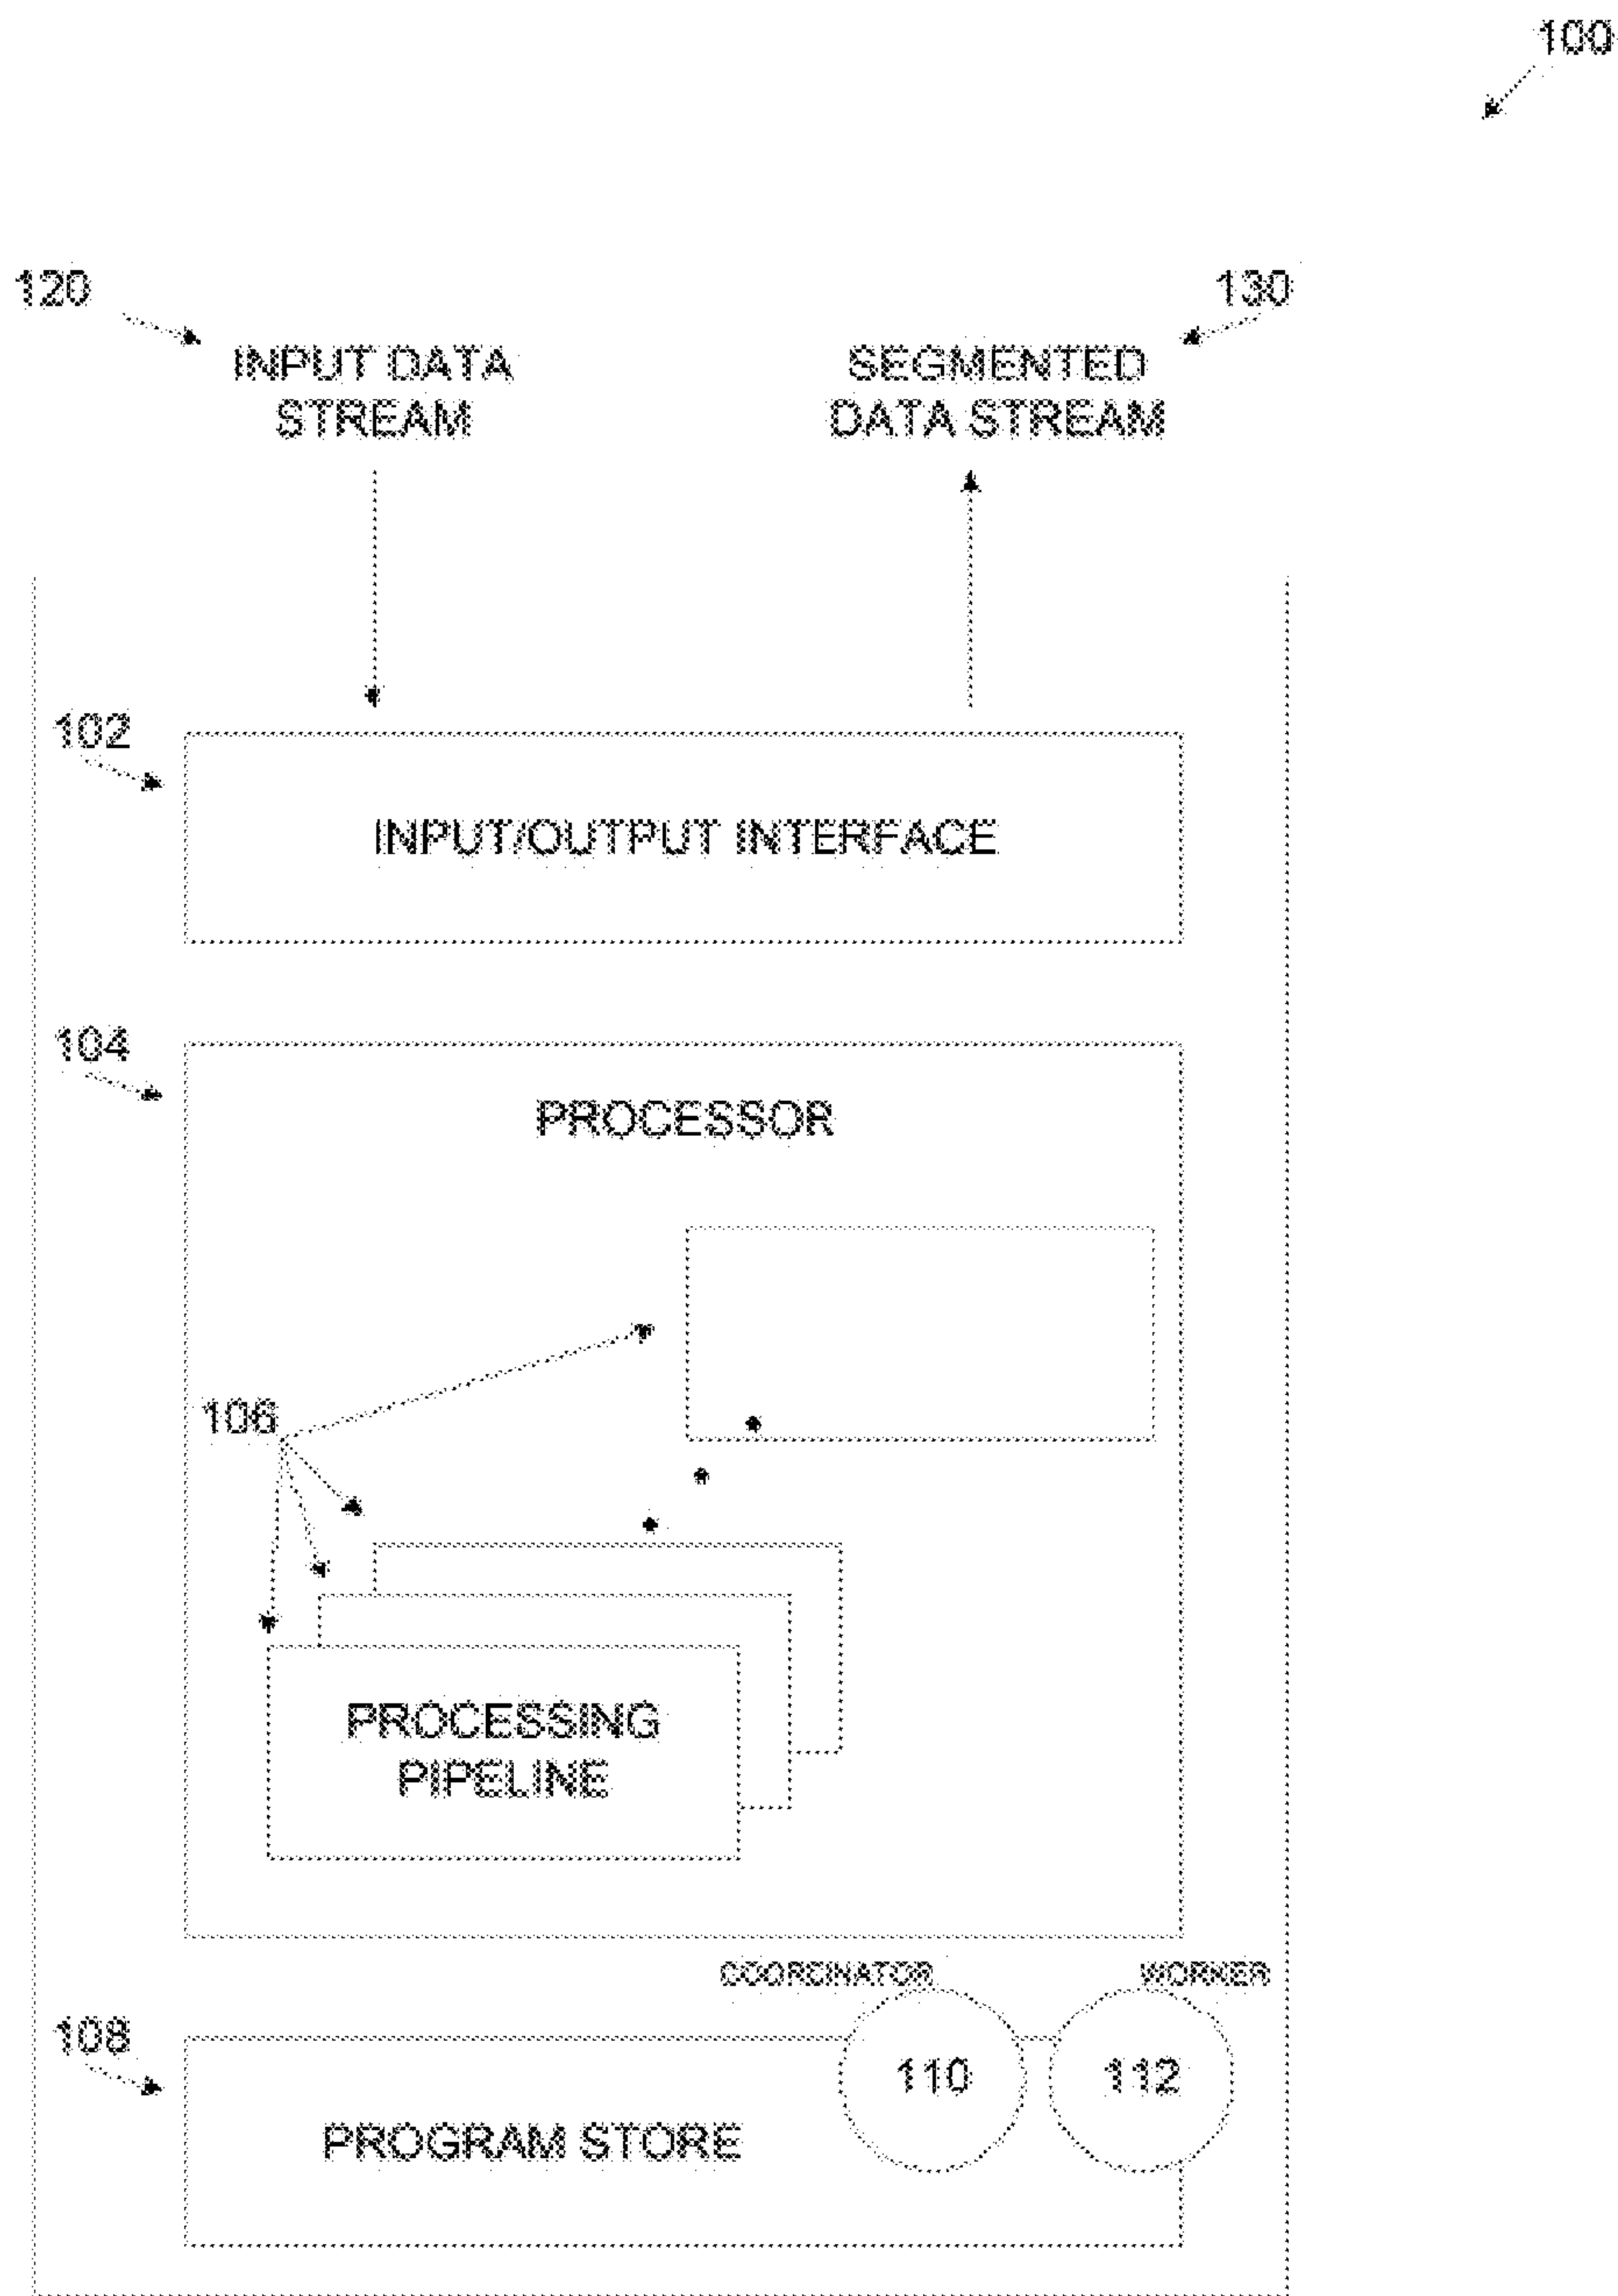 100
120
130
INPUT DATA
STREAM
SEGMENTED
DATA STREAM
102
INPUT/OUTPUT INTERFACE
104
PROCESSOR
106
PROCESSING
PIPELINE
COORDINATOR
WORKER
108
110
112
PROGRAM STORE